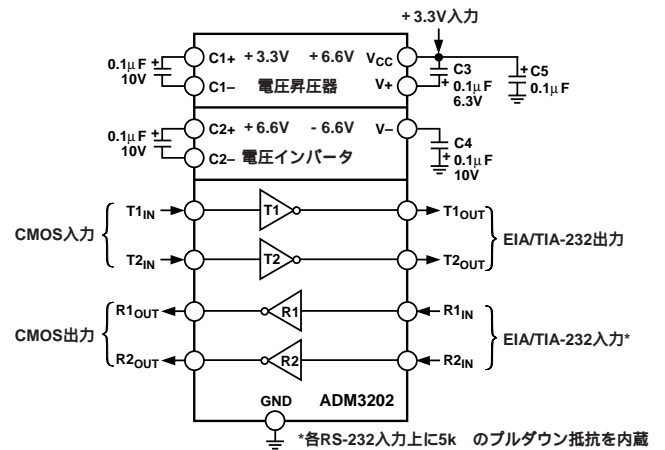 +3.3V入力
0.1μF
10V
C1+ +3.3V +6.6V VCC
C1– 電圧昇圧器 V+
C3
0.1μF
6.3V
C5
0.1μF
0.1μF
10V
C2+ +6.6V -6.6V V–
C2– 電圧インバータ
C4
0.1μF
10V
CMOS入力
T1IN T1 T1OUT
T2IN T2 T2OUT
EIA/TIA-232出力
CMOS出力
R1OUT R1 R1IN
R2OUT R2 R2IN
EIA/TIA-232入力*
GND ADM3202
*各RS-232入力上に5k のプルダウン抵抗を内蔵